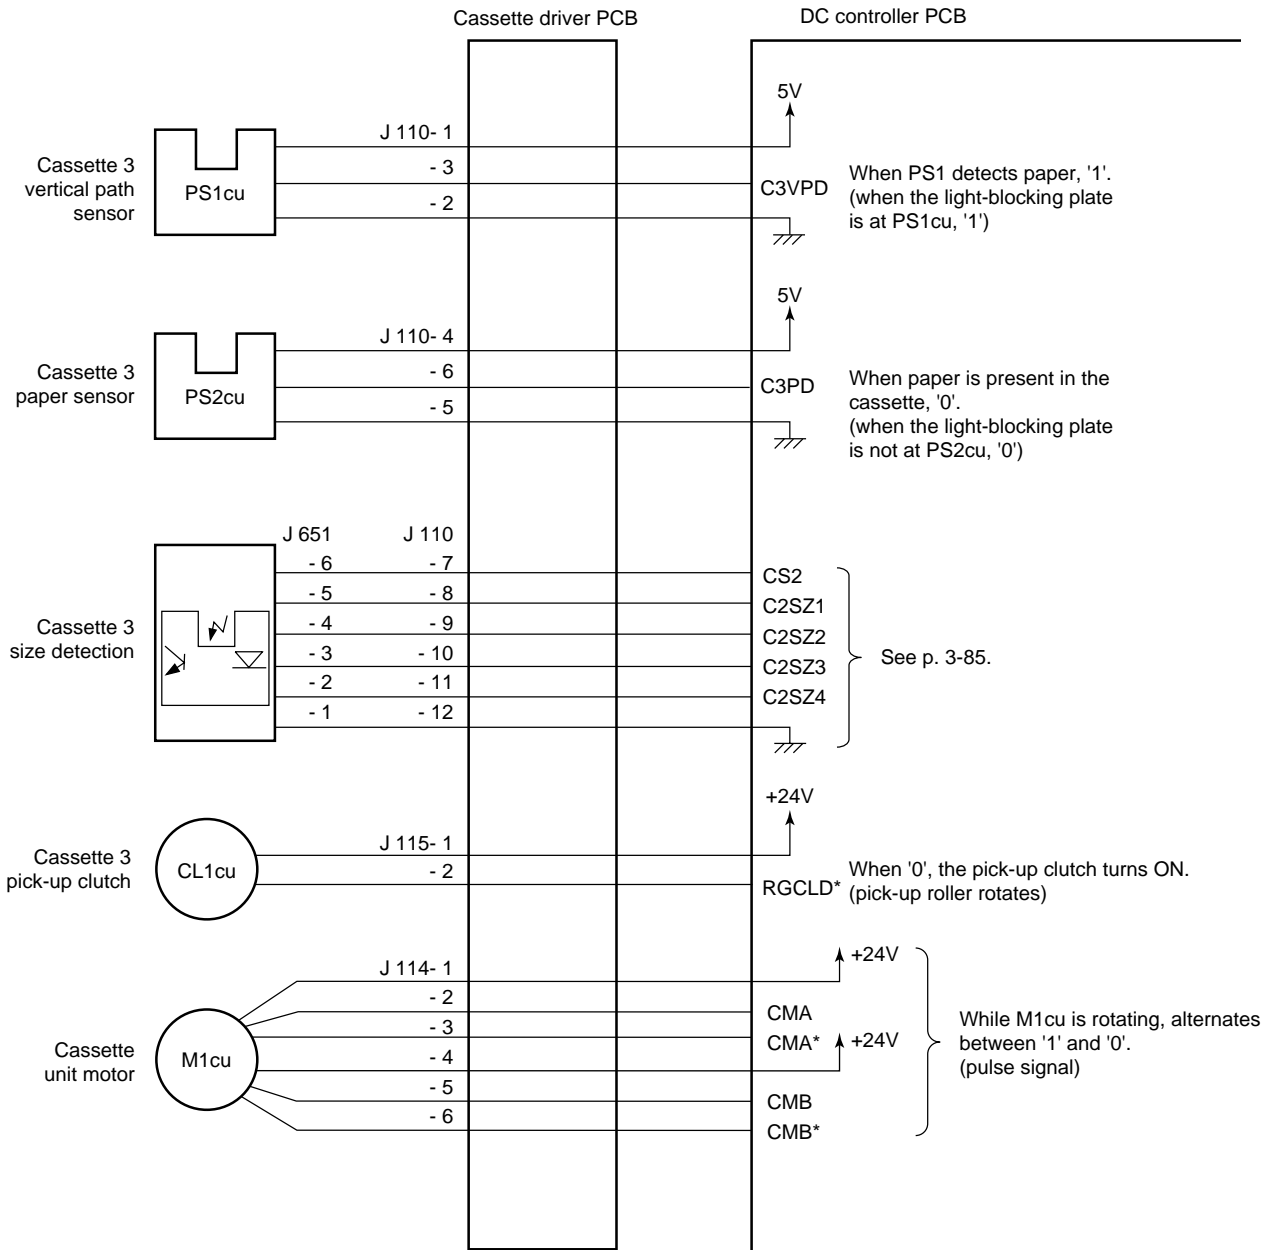 Cassette driver PCB
DC controller PCB
5V
J 110- 1
Cassette 3
vertical path
sensor
PS1cu
- 3
- 2
C3VPD
When PS1 detects paper, '1'.
(when the light-blocking plate
is at PS1cu, '1')
5V
J 110- 4
Cassette 3
paper sensor
PS2cu
- 6
- 5
C3PD
When paper is present in the
cassette, '0'.
(when the light-blocking plate
is not at PS2cu, '0')
J 651
J 110
- 6
- 7
CS2
- 5
- 8
C2SZ1
- 4
- 9
C2SZ2
Cassette 3
size detection
- 3
- 10
C2SZ3
- 2
- 11
C2SZ4
- 1
- 12
See p. 3-85.
+24V
J 115- 1
Cassette 3
pick-up clutch
CL1cu
- 2
RGCLD*
When '0', the pick-up clutch turns ON.
(pick-up roller rotates)
+24V
J 114- 1
- 2
CMA
- 3
CMA*
+24V
Cassette
unit motor
M1cu
- 4
- 5
CMB
- 6
CMB*
While M1cu is rotating, alternates
between '1' and '0'.
(pulse signal)